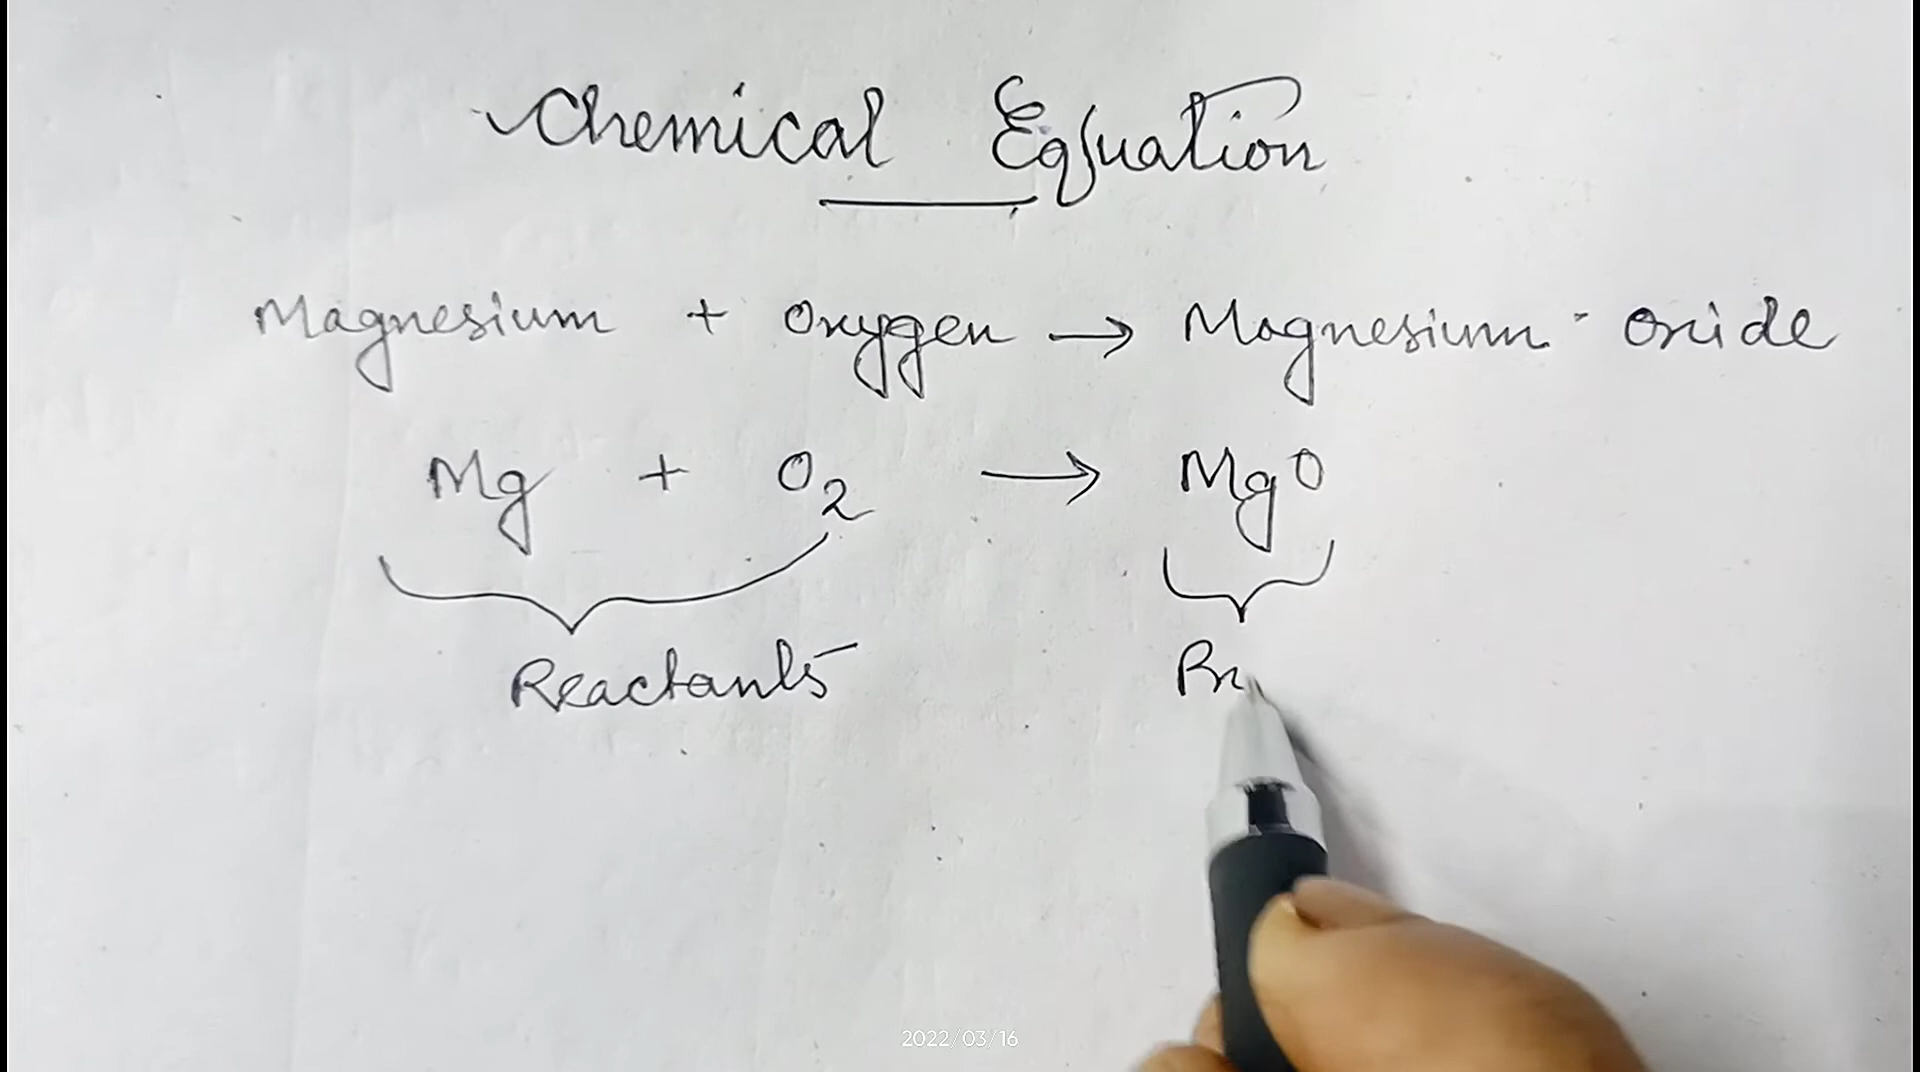 Chemical Equation
Magnesium + Oxygen → Magnesium - Oxide
Mg + O₂ → MgO
Reactants
2022/03/16